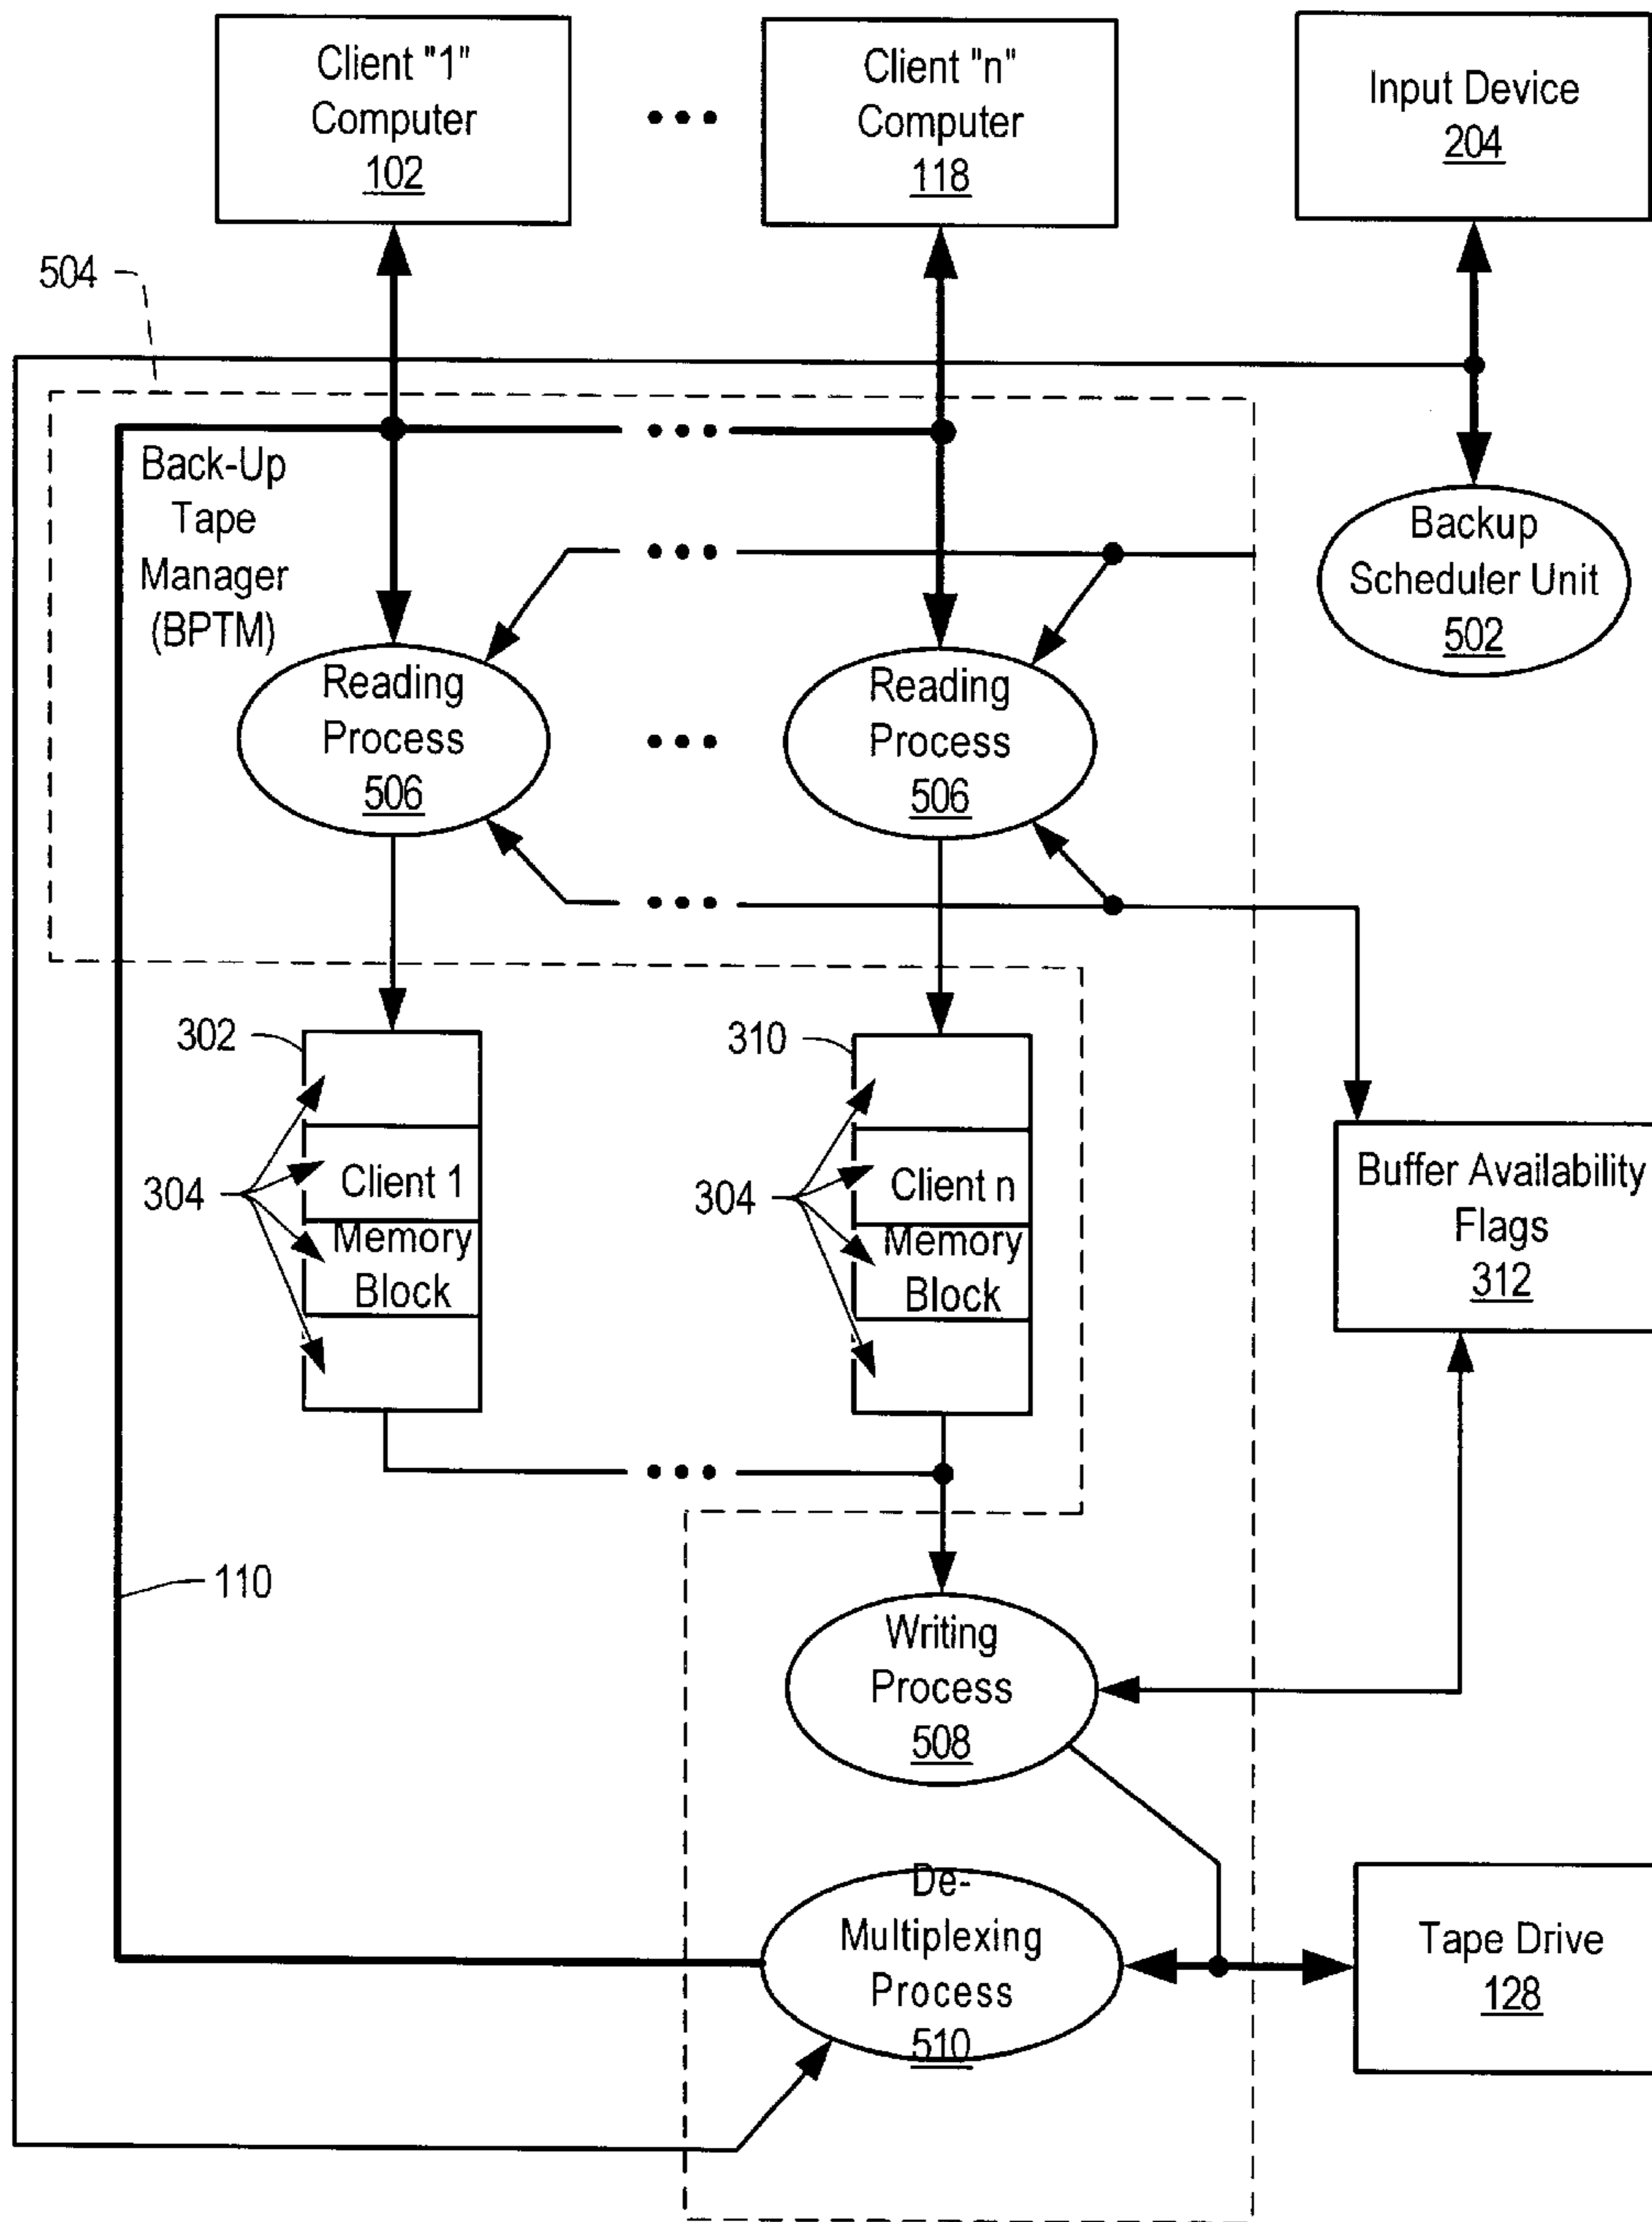 Client "1"
Computer
102
Client "n"
Computer
118
Input Device
204
504
Back-Up
Tape
Manager
(BPTM)
Backup
Scheduler Unit
502
Reading
Process
506
Reading
Process
506
302
304
Client 1
Memory
Block
310
304
Client n
Memory
Block
Buffer Availability
Flags
312
110
Writing
Process
508
De-
Multiplexing
Process
510
Tape Drive
128